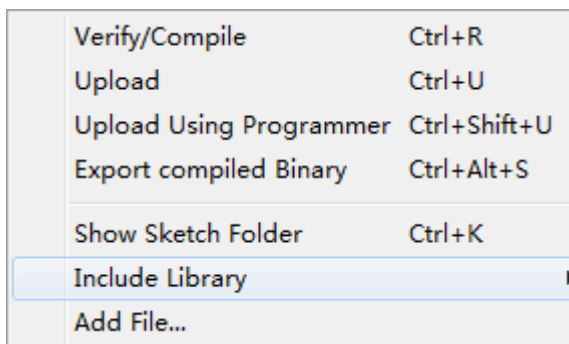 Verify/Compile Ctrl+R
Upload Ctrl+U
Upload Using Programmer Ctrl+Shift+U
Export compiled Binary Ctrl+Alt+S
Show Sketch Folder Ctrl+K
Include Library
Add File...